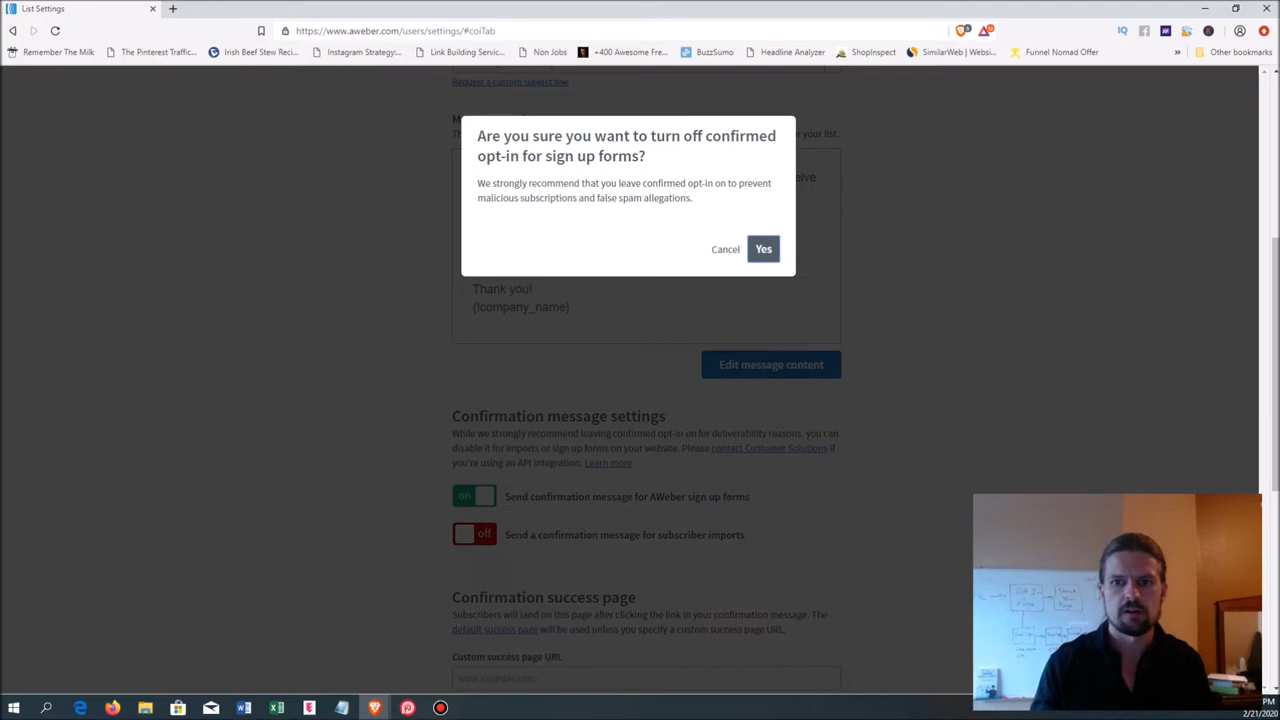 List Settings
https://www.aweber.com/users/settings/#coiTab
Remember The Milk
The Pinterest Traffic...
Irish Beef Stew Reci...
Instagram Strategy:...
Link Building Servic...
Non Jobs
+400 Awesome Fre...
BuzzSumo
Headline Analyzer
ShopInspect
SimilarWeb | Websi...
Funnel Nomad Offer
Other bookmarks
Request a custom subject line
your list.
Are you sure you want to turn off confirmed
opt-in for sign up forms?
We strongly recommend that you leave confirmed opt-in on to prevent
malicious subscriptions and false spam allegations.
Cancel
Yes
Thank you!
{!company_name}
Edit message content
Confirmation message settings
While we strongly recommend leaving confirmed opt-in on for deliverability reasons, you can
disable it for imports or sign up forms on your website. Please contact Customer Solutions if
you're using an API integration. Learn more
on
Send confirmation message for AWeber sign up forms
off
Send a confirmation message for subscriber imports
Confirmation success page
Subscribers will land on this page after clicking the link in your confirmation message. The
default success page will be used unless you specify a custom success page URL.
Custom success page URL
www.example.com
PM
2/21/2020